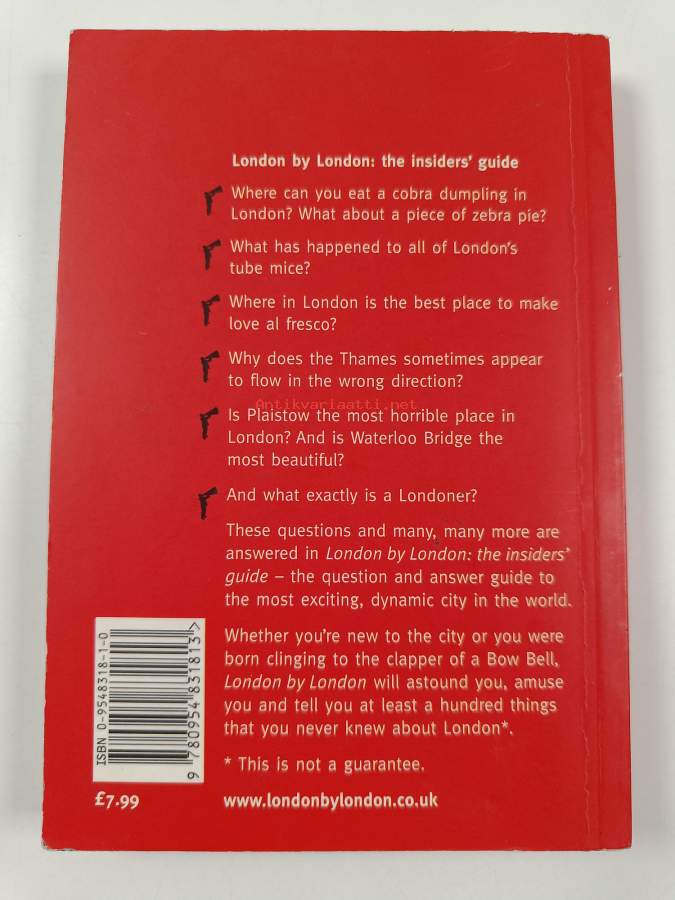 London by London: the insiders' guide
Where can you eat a cobra dumpling in
London? What about a piece of zebra pie?
What has happened to all of London's
tube mice?
Where in London is the best place to make
love al fresco?
Why does the Thames sometimes appear
to flow in the wrong direction?
Antikvariaatti.net
Is Plaistow the most horrible place in
London? And is Waterloo Bridge the
most beautiful?
And what exactly is a Londoner?
These questions and many, many more are
answered in London by London: the insiders'
guide – the question and answer guide to
the most exciting, dynamic city in the world.
Whether you're new to the city or you were
born clinging to the clapper of a Bow Bell,
London by London will astound you, amuse
you and tell you at least a hundred things
that you never knew about London*.
* This is not a guarantee.
ISBN 0-9548318-1-0
9 780954 831813 >
£7.99
www.londonbylondon.co.uk